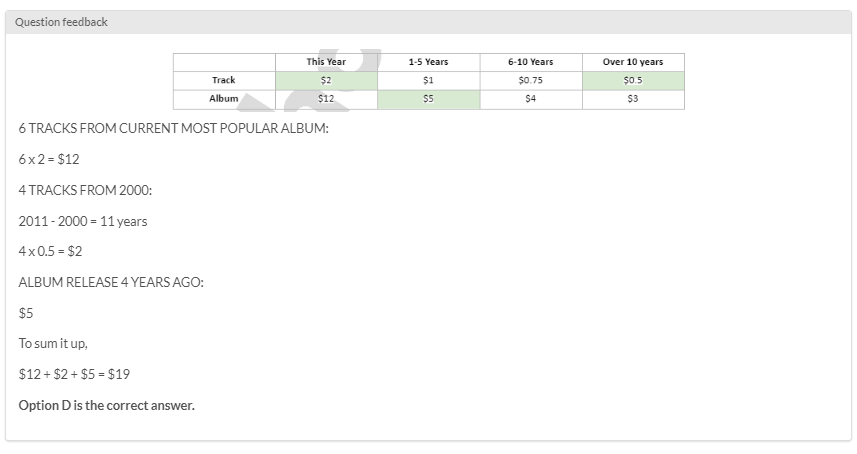 Question feedback
This Year 1-5 Years 6-10 Years Over 10 years
Track $2 $1 $0.75 $0.5
Album $12 $5 $4 $3
6 TRACKS FROM CURRENT MOST POPULAR ALBUM:
6 x 2 = $12
4 TRACKS FROM 2000:
2011 - 2000 = 11 years
4 x 0.5 = $2
ALBUM RELEASE 4 YEARS AGO:
$5
To sum it up,
$12 + $2 + $5 = $19
Option D is the correct answer.